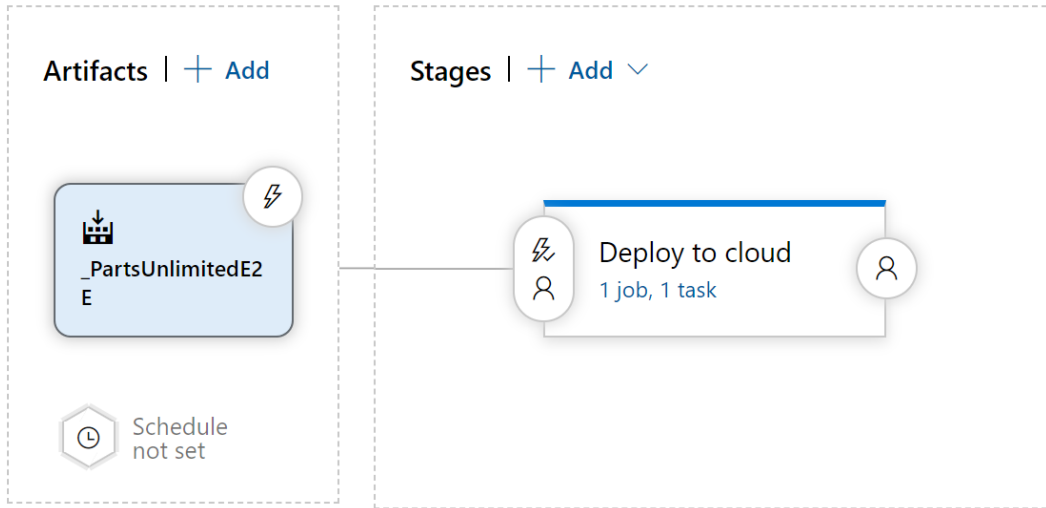 Artifacts | + Add
Stages | + Add
_PartsUnlimitedE2
E
Deploy to cloud
1 job, 1 task
Schedule
not set